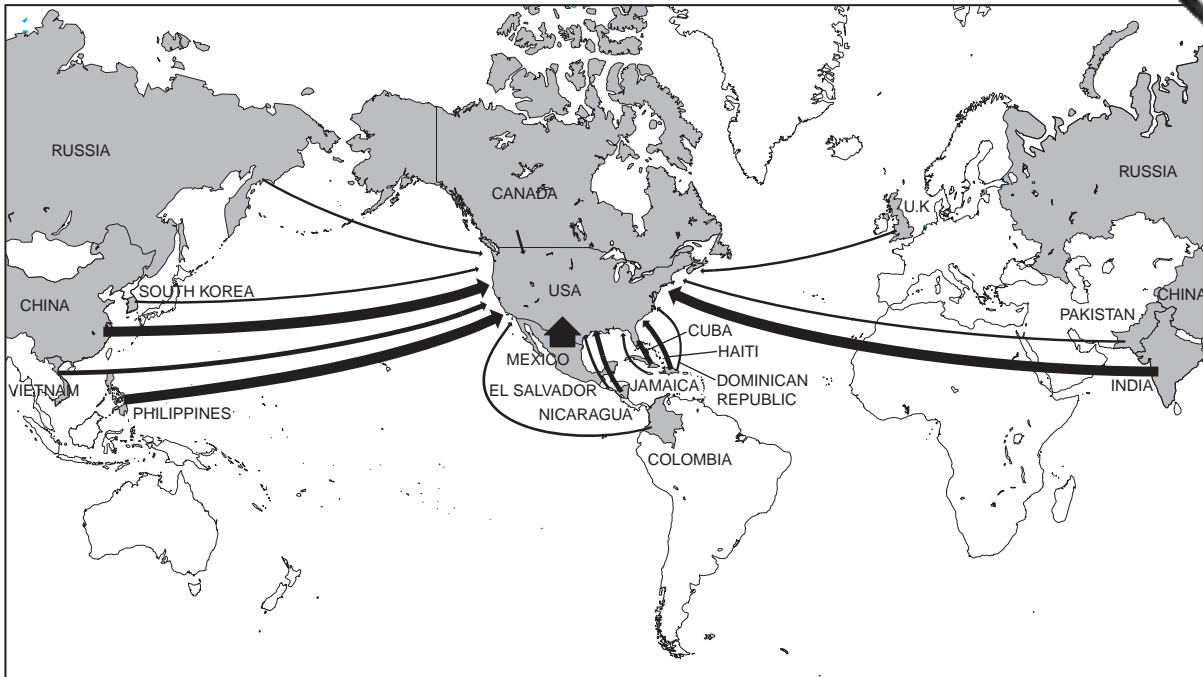 RUSSIA
CANADA
U.K
RUSSIA
CHINA
SOUTH KOREA
USA
CHINA
PAKISTAN
VIETNAM
PHILIPPINES
MEXICO
CUBA
HAITI
EL SALVADOR
JAMAICA
DOMINICAN
REPUBLIC
NICARAGUA
INDIA
COLOMBIA